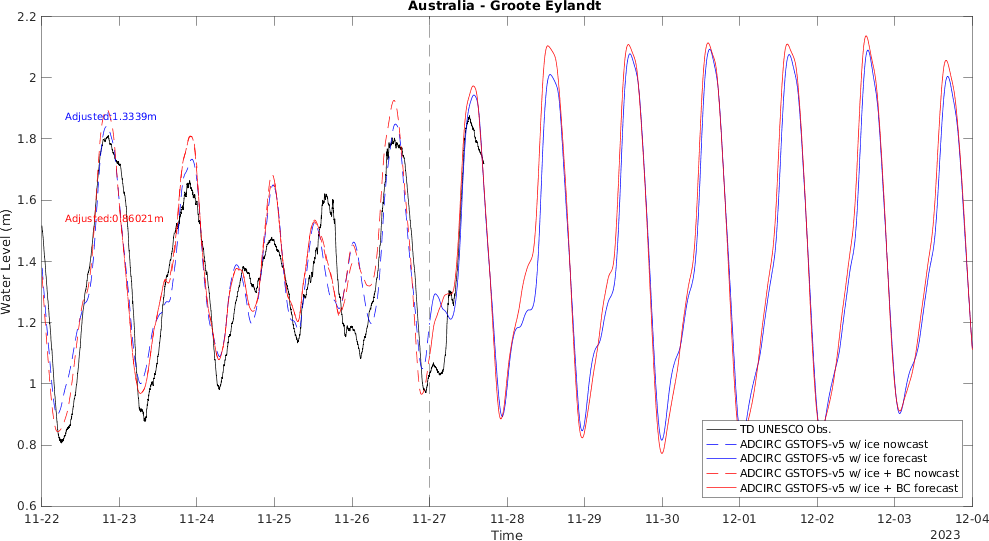 Australia - Groote Eylandt
2.2
2
1.8
1.6
1.4
1.2
1
0.8
0.6
Water Level (m)
Adjusted:1.3339m
Adjusted:0.86021m
TD UNESCO Obs.
ADCIRC GSTOFS-v5 w/ ice nowcast
ADCIRC GSTOFS-v5 w/ ice forecast
ADCIRC GSTOFS-v5 w/ ice + BC nowcast
ADCIRC GSTOFS-v5 w/ ice + BC forecast
11-22 11-23 11-24 11-25 11-26 11-27 11-28 11-29 11-30 12-01 12-02 12-03 12-04
Time
2023